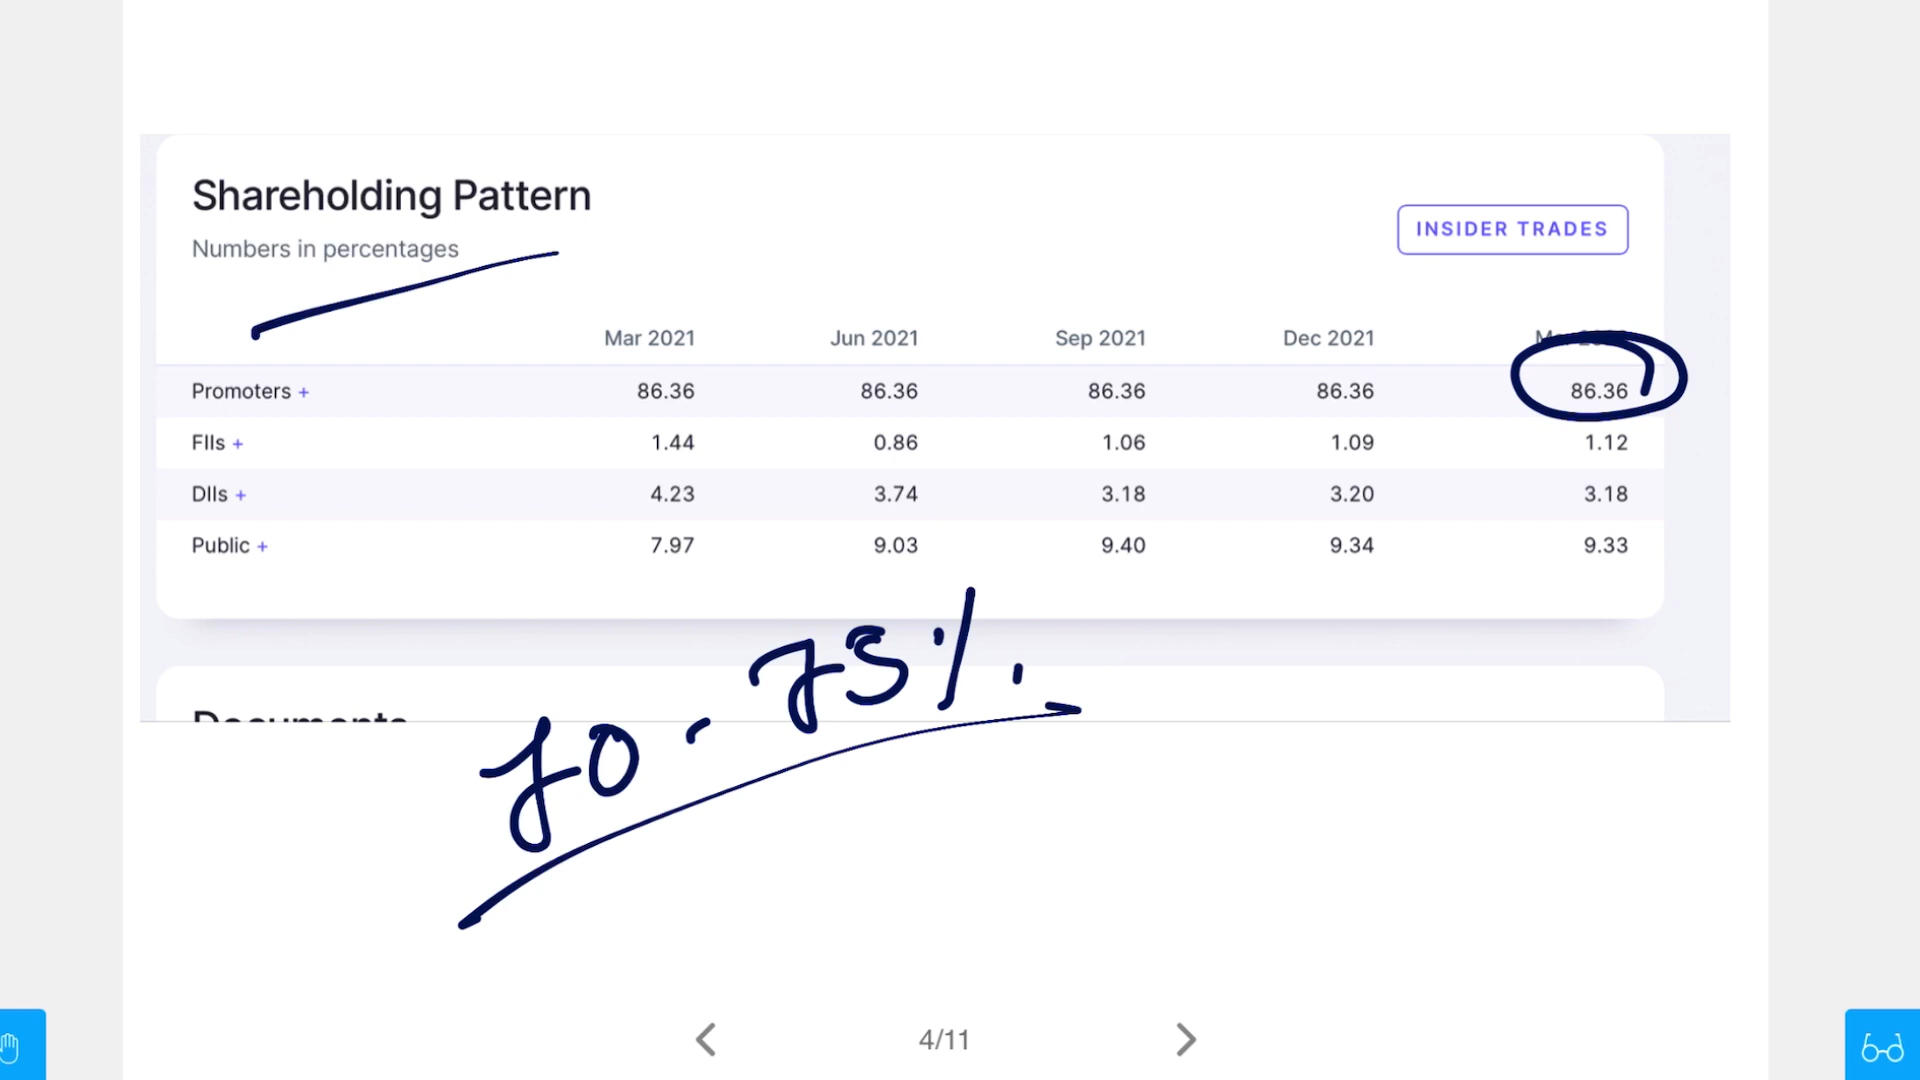 Shareholding Pattern
INSIDER TRADES
Numbers in percentages
Mar 2021 Jun 2021 Sep 2021 Dec 2021
Promoters + 86.36 86.36 86.36 86.36 86.36
FIIs + 1.44 0.86 1.06 1.09 1.12
DIIs + 4.23 3.74 3.18 3.20 3.18
Public + 7.97 9.03 9.40 9.34 9.33
70 - 75%.
Documents
4/11